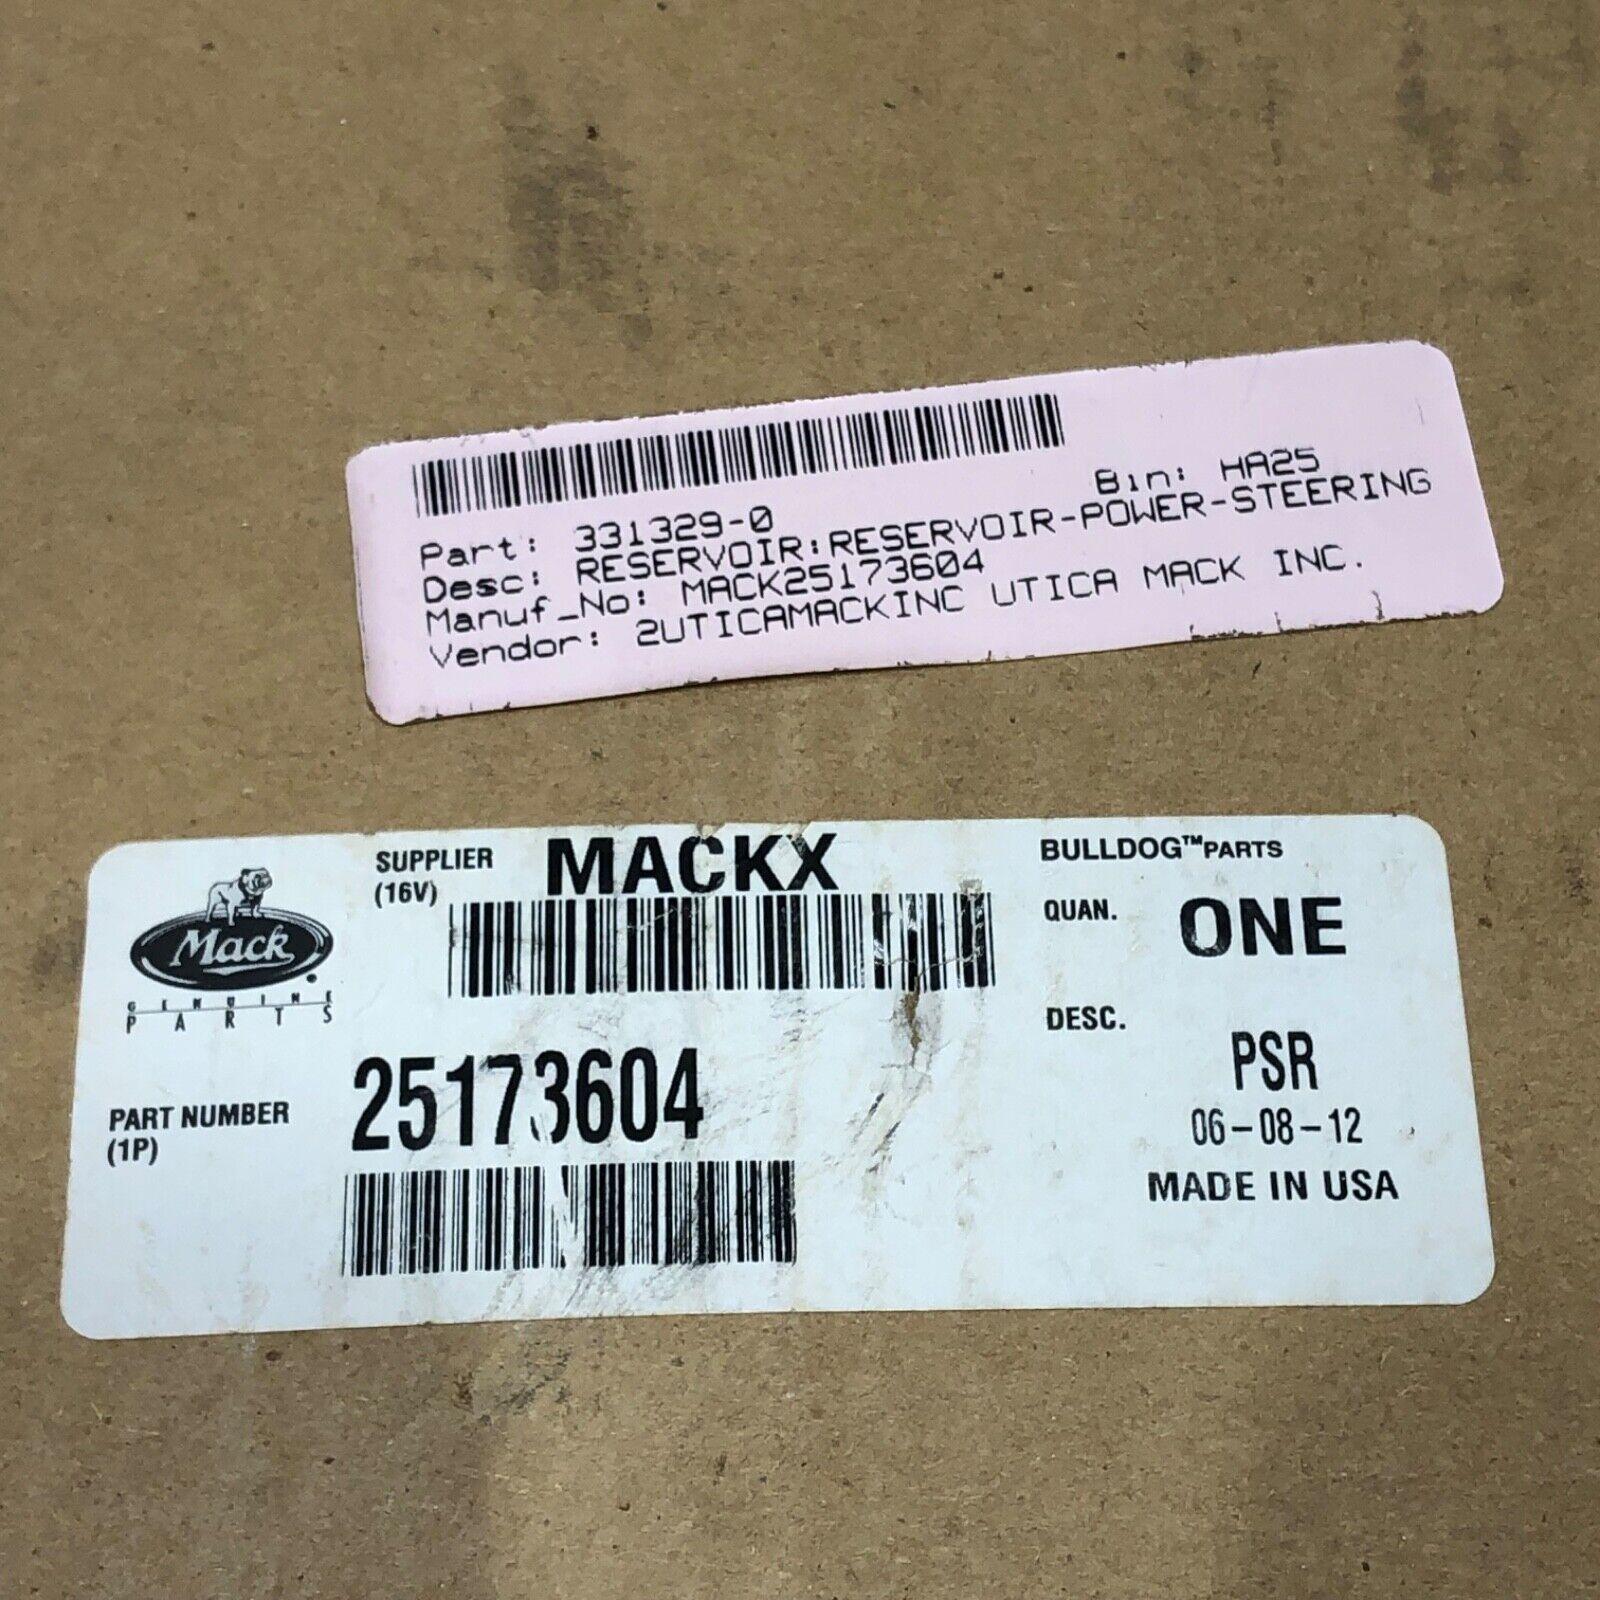 Bin: HA25
Part: 331329-0
Desc: RESERVOIR:RESERVOIR-POWER-STEERING
Manuf_No: MACK25173604
Vendor: 2UTICAMACKINC UTICA MACK INC.
SUPPLIER MACKX
(16V)
BULLDOG™PARTS
QUAN. ONE
Mack
GENUINE
PARTS
DESC.
PSR
06-08-12
MADE IN USA
PART NUMBER 25173604
(1P)